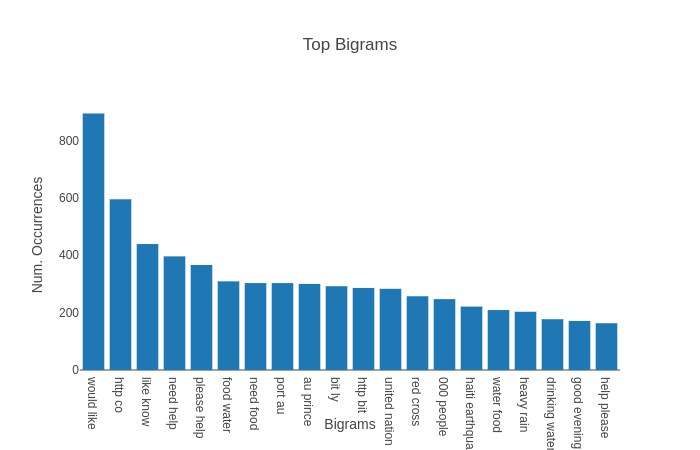 Top Bigrams
Num. Occurrences
800
600
400
200
0
would like
http co
like know
need help
please help
food water
need food
port au
au prince
bit ly
http bit
united nation
red cross
000 people
haiti earthqua
water food
heavy rain
drinking water
good evening
help please
Bigrams